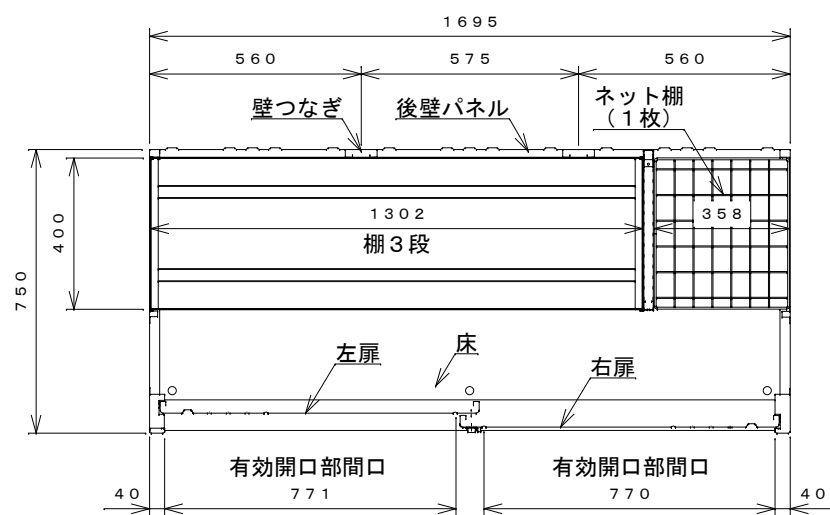 1695
560
575
560
壁つなぎ
後壁パネル
ネット棚
（1枚）
750
400
1302
358
棚3段
左扉
床
右扉
有効開口部間口
有効開口部間口
40
771
770
40